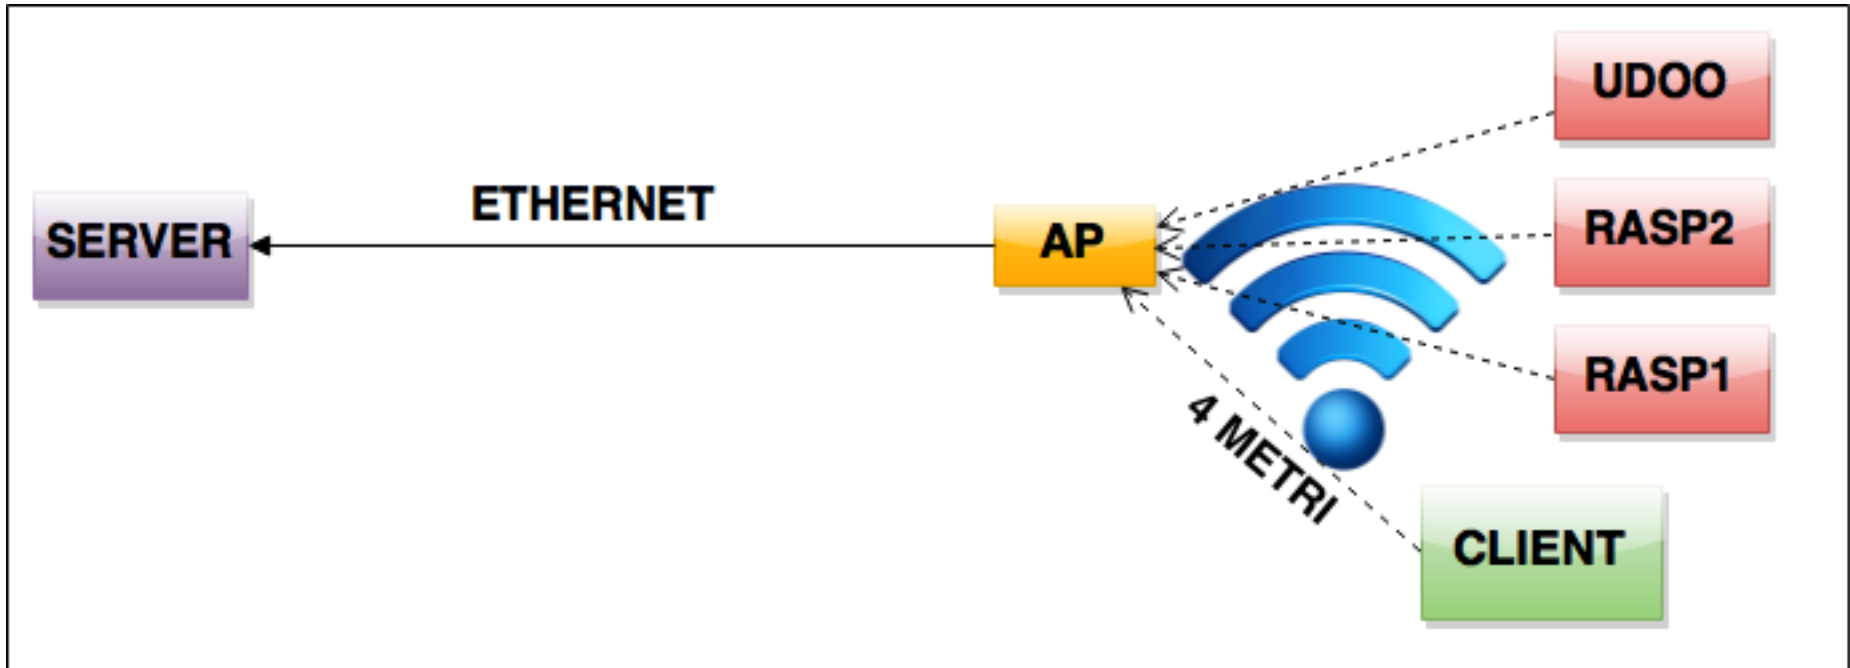 UDOO
ETHERNET
SERVER
AP
RASP2
RASP1
4 METRI
CLIENT